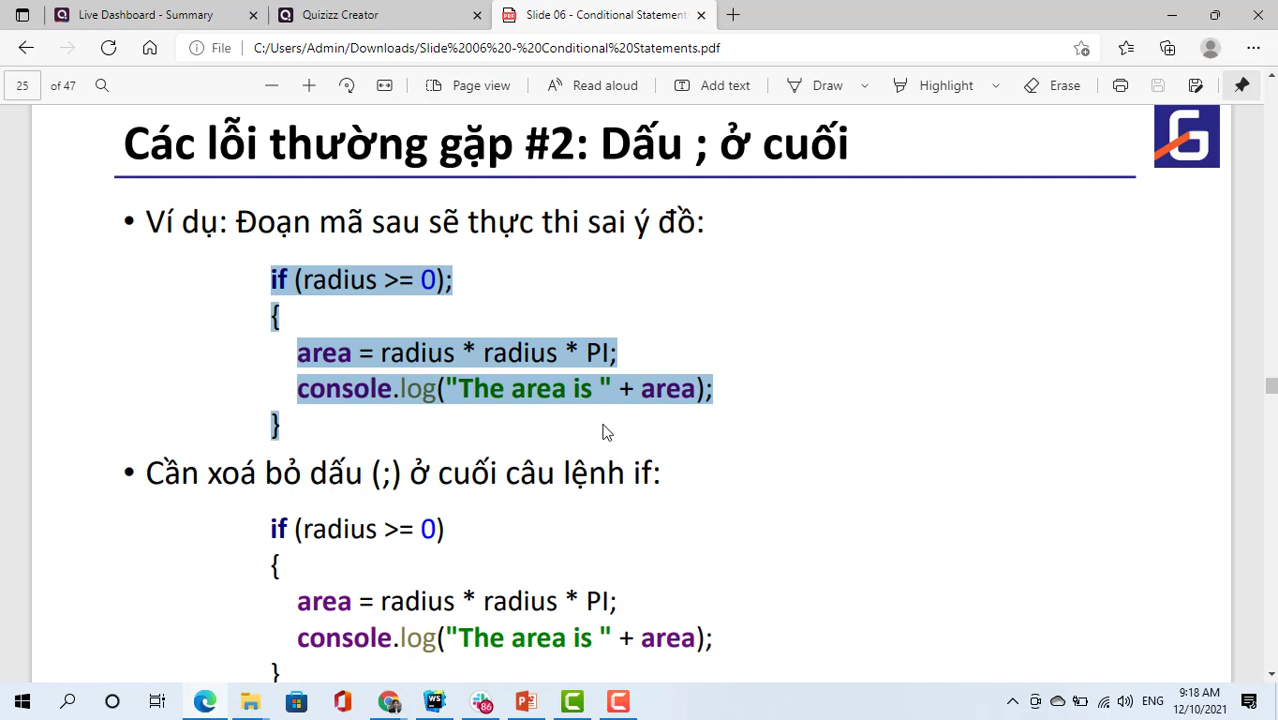 Live Dashboard - Summary
Quizizz Creator
Slide 06 - Conditional Statement
File
C:/Users/Admin/Downloads/Slide%2006%20-%20Conditional%20Statements.pdf
25
of 47
Page view
Read aloud
Add text
Draw
Highlight
Erase
Các lỗi thường gặp #2: Dấu ; ở cuối
• Ví dụ: Đoạn mã sau sẽ thực thi sai ý đồ:
if (radius >= 0);
{
area = radius * radius * PI;
console.log("The area is " + area);
}
• Cần xoá bỏ dấu (;) ở cuối câu lệnh if:
if (radius >= 0)
{
area = radius * radius * PI;
console.log("The area is " + area);
}
86
ENG
9:18 AM
12/10/2021